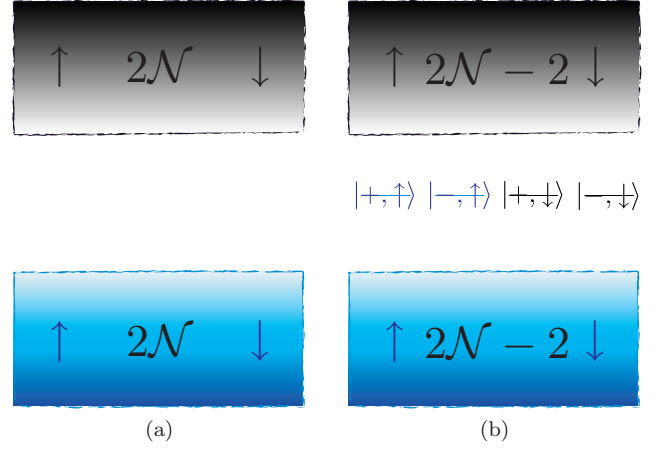 ↑ 2𝒩 ↓
↑ 2𝒩 − 2 ↓
|+,↑⟩ |−,↑⟩ |+,↓⟩ |−,↓⟩
↑ 2𝒩 ↓
↑ 2𝒩 − 2 ↓
(a)
(b)